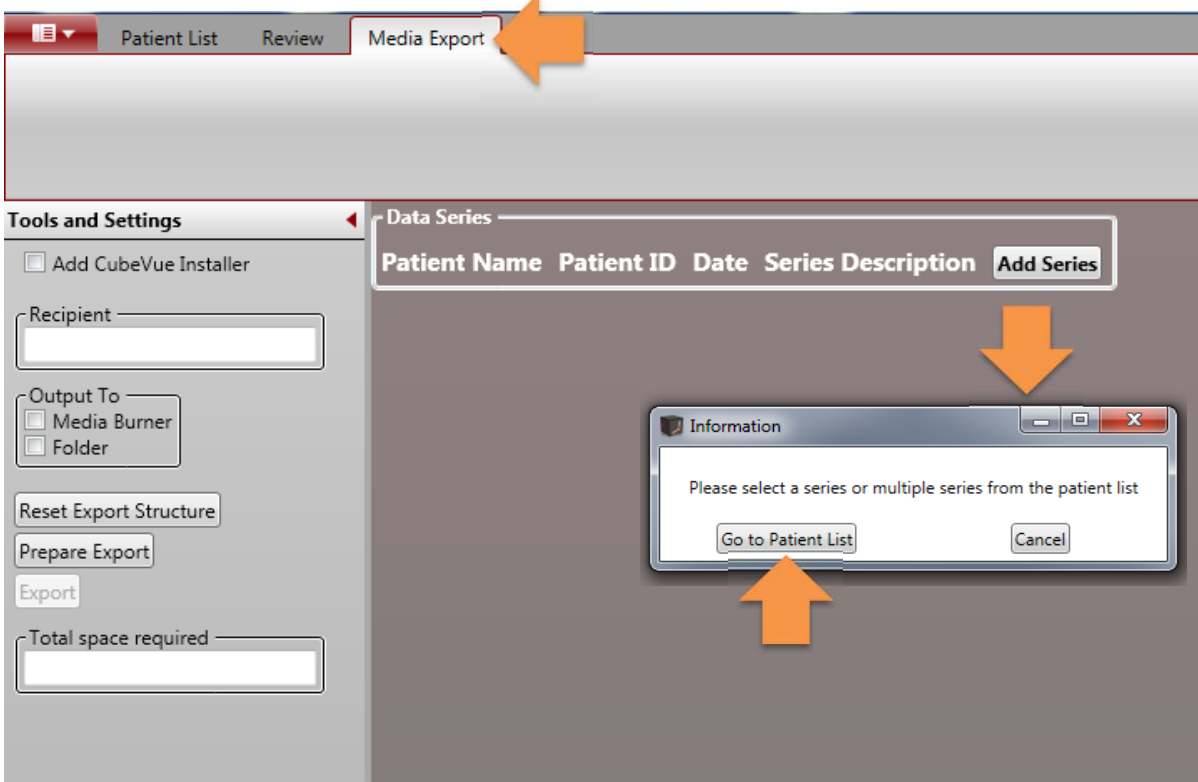 Patient List Review Media Export
Tools and Settings
Add CubeVue Installer
Recipient
Output To
Media Burner
Folder
Reset Export Structure
Prepare Export
Export
Total space required
Data Series
Patient Name Patient ID Date Series Description Add Series
Information
Please select a series or multiple series from the patient list
Go to Patient List Cancel